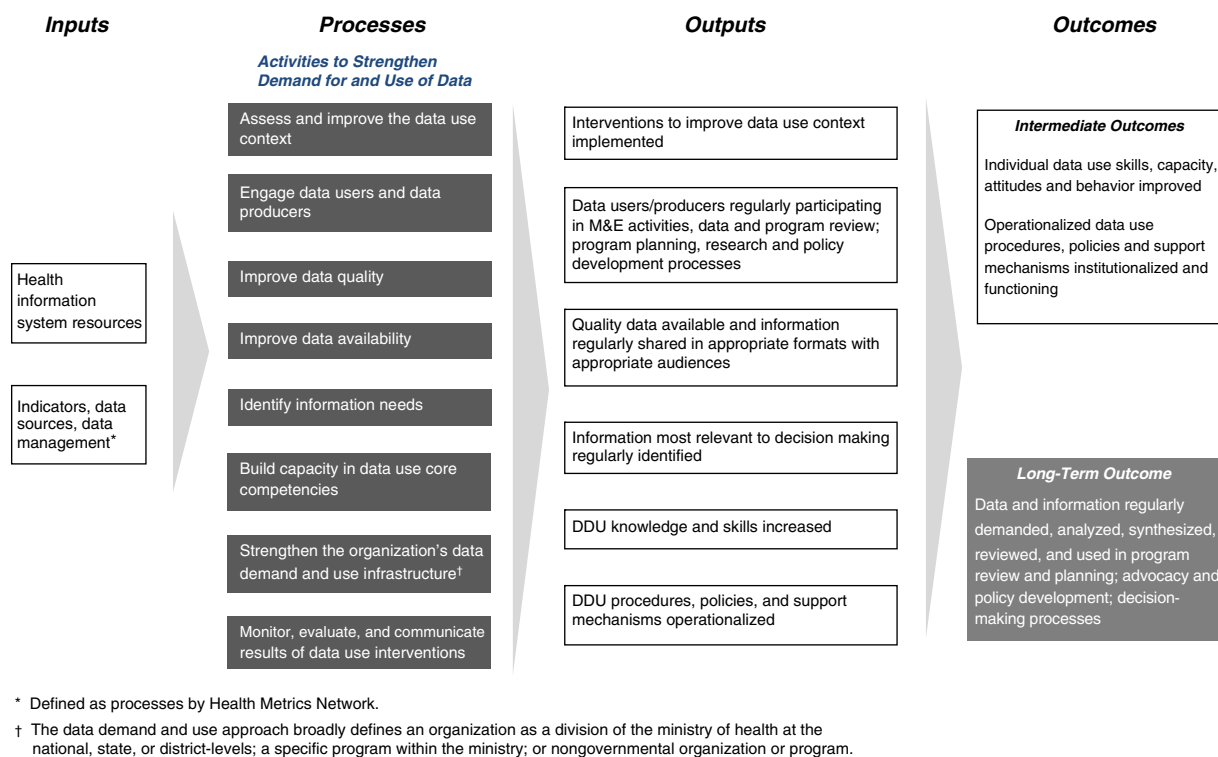 Inputs
Processes
Outputs
Outcomes
Activities to Strengthen
Demand for and Use of Data
Health
information
system resources
Indicators, data
sources, data
management*
Assess and improve the data use
context
Engage data users and data
producers
Improve data quality
Improve data availability
Identify information needs
Build capacity in data use core
competencies
Strengthen the organization’s data
demand and use infrastructure†
Monitor, evaluate, and communicate
results of data use interventions
Interventions to improve data use context
implemented
Data users/producers regularly participating
in M&E activities, data and program review;
program planning, research and policy
development processes
Quality data available and information
regularly shared in appropriate formats with
appropriate audiences
Information most relevant to decision making
regularly identified
DDU knowledge and skills increased
DDU procedures, policies, and support
mechanisms operationalized
Intermediate Outcomes
Individual data use skills, capacity,
attitudes and behavior improved
Operationalized data use
procedures, policies and support
mechanisms institutionalized and
functioning
Long-Term Outcome
Data and information regularly
demanded, analyzed, synthesized,
reviewed, and used in program
review and planning; advocacy and
policy development; decision-
making processes
* Defined as processes by Health Metrics Network.
† The data demand and use approach broadly defines an organization as a division of the ministry of health at the
national, state, or district-levels; a specific program within the ministry; or nongovernmental organization or program.